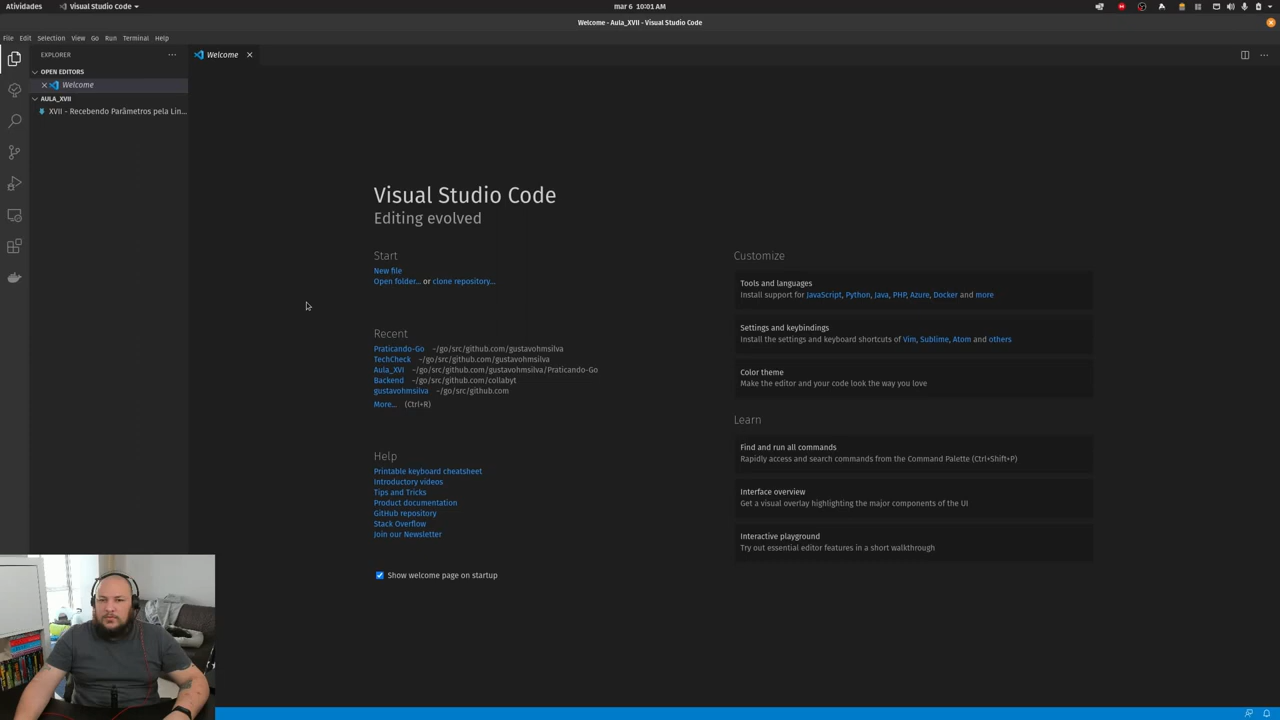 Atividades
Visual Studio Code
mar 6 10:01 AM
Welcome - Aula_XVII - Visual Studio Code
File Edit Selection View Go Run Terminal Help
EXPLORER
Welcome
OPEN EDITORS
Welcome
AULA_XVII
XVII - Recebendo Parâmetros pela Lin...
Visual Studio Code
Editing evolved
Start
New file
Open folder... or clone repository...
Recent
Praticando-Go ~/go/src/github.com/gustavohmsilva
TechCheck ~/go/src/github.com/gustavohmsilva
Aula_XVI ~/go/src/github.com/gustavohmsilva/Praticando-Go
Backend ~/go/src/github.com/collabyt
gustavohmsilva ~/go/src/github.com
More... (Ctrl+R)
Help
Printable keyboard cheatsheet
Introductory videos
Tips and Tricks
Product documentation
GitHub repository
Stack Overflow
Join our Newsletter
Show welcome page on startup
Customize
Tools and languages
Install support for JavaScript, Python, Java, PHP, Azure, Docker and more
Settings and keybindings
Install the settings and keyboard shortcuts of Vim, Sublime, Atom and others
Color theme
Make the editor and your code look the way you love
Learn
Find and run all commands
Rapidly access and search commands from the Command Palette (Ctrl+Shift+P)
Interface overview
Get a visual overlay highlighting the major components of the UI
Interactive playground
Try out essential editor features in a short walkthrough